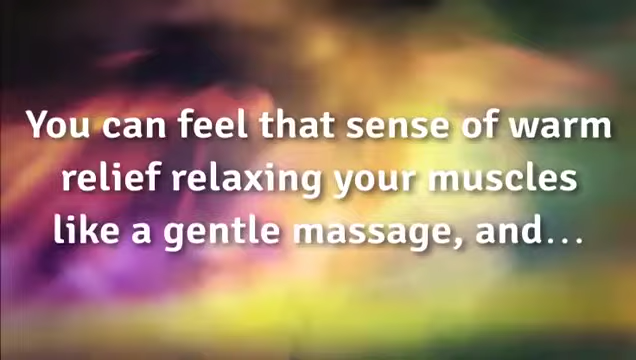 You can feel that sense of warm
relief relaxing your muscles
like a gentle massage, and…